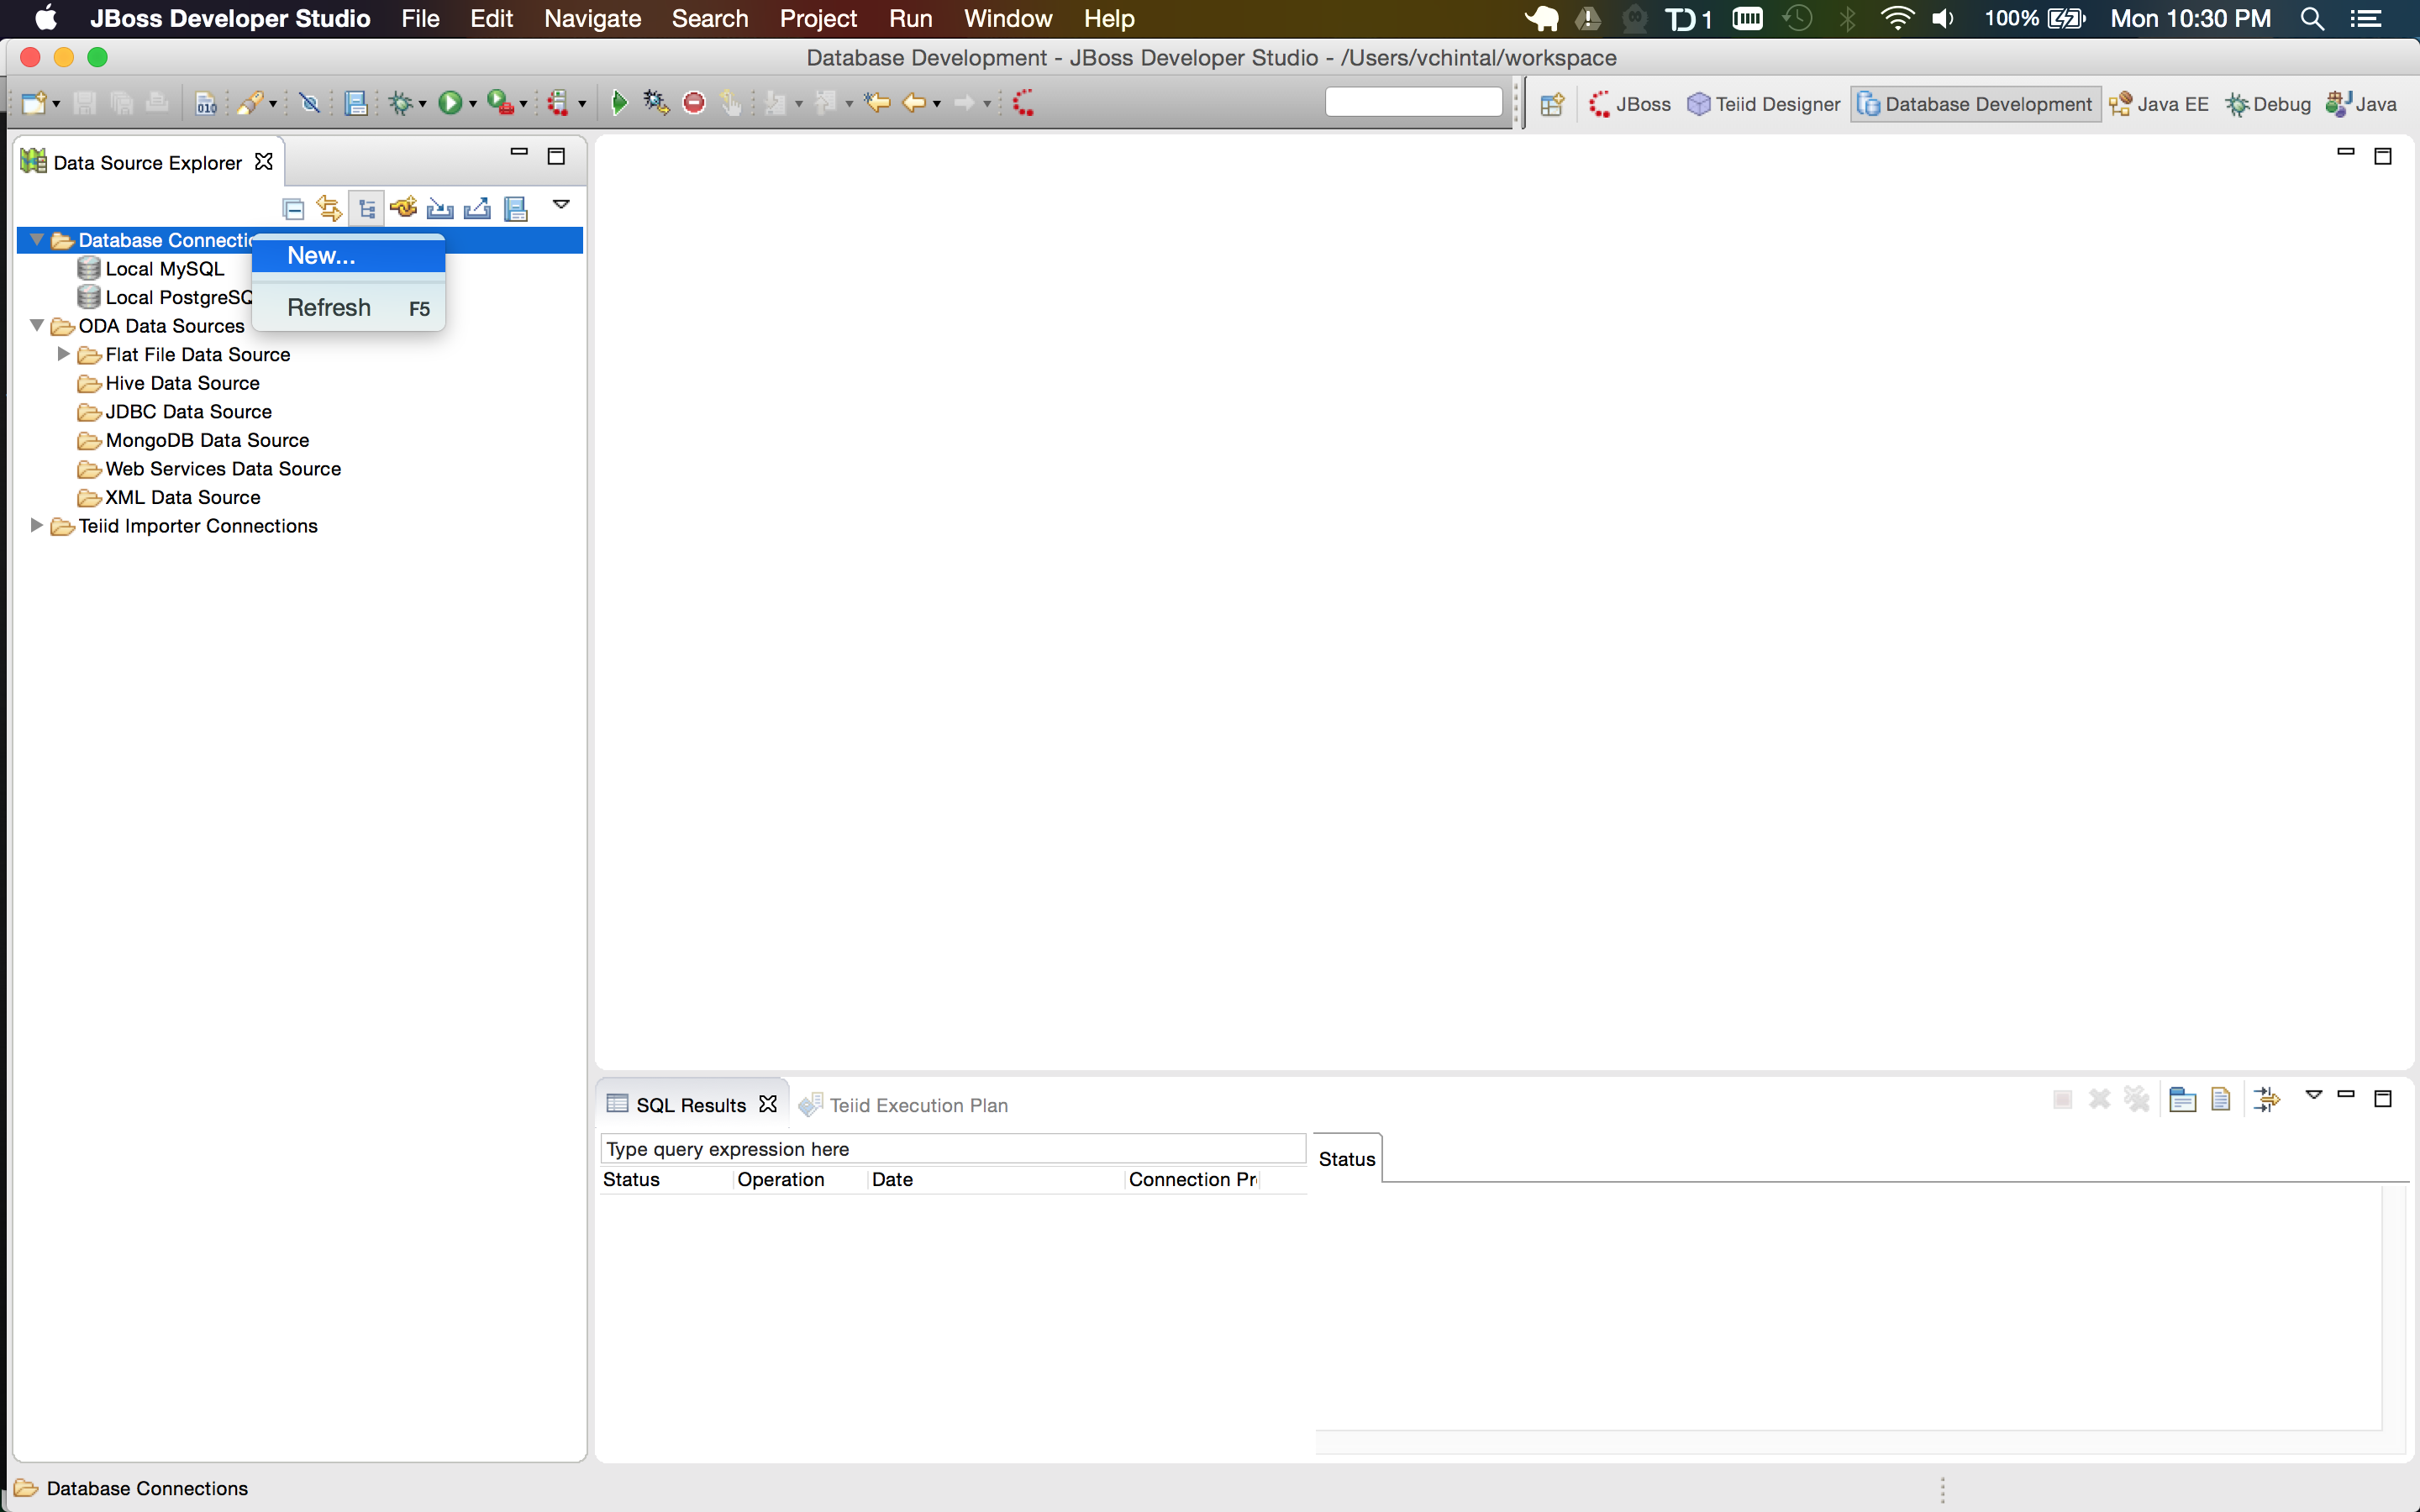 JBoss Developer Studio File Edit Navigate Search Project Run Window Help 1 100% Mon 10:30 PM
Database Development - JBoss Developer Studio - /Users/vchintal/workspace
010 JBoss Teiid Designer Database Development Java EE Debug Java
Data Source Explorer
Database Connectio
New...
Local MySQL
Local PostgreSQ
Refresh F5
ODA Data Sources
Flat File Data Source
Hive Data Source
JDBC Data Source
MongoDB Data Source
Web Services Data Source
XML Data Source
Teiid Importer Connections
SQL Results Teiid Execution Plan
Type query expression here
Status
Status Operation Date Connection Pr
Database Connections